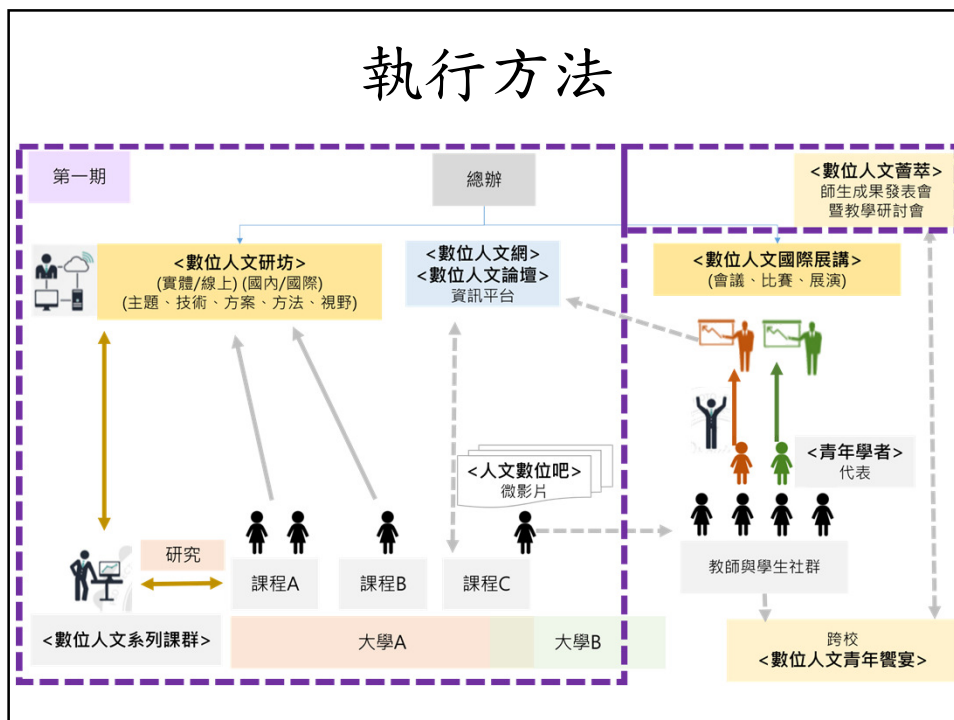 執行方法
第一期
總辦
<數位人文薈萃>
師生成果發表會
暨教學研討會
<數位人文研坊>
(實體/線上) (國內/國際)
(主題、技術、方案、方法、視野)
<數位人文網>
<數位人文論壇>
資訊平台
<數位人文國際展講>
(會議、比賽、展演)
<青年學者>
代表
<人文數位吧>
微影片
研究
課程A
課程B
課程C
教師與學生社群
<數位人文系列課群>
大學A
大學B
跨校
<數位人文青年饗宴>